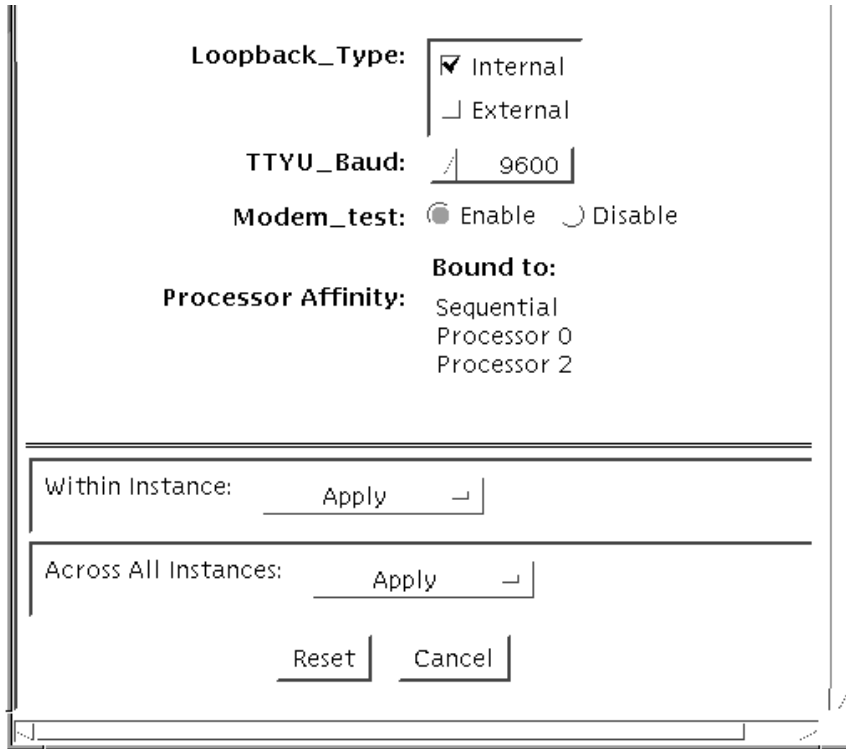 Loopback_Type:
Internal
External
TTYU_Baud: 9600
Modem_test: Enable Disable
Bound to:
Processor Affinity:
Sequential
Processor 0
Processor 2
Within Instance: Apply
Across All Instances: Apply
Reset Cancel